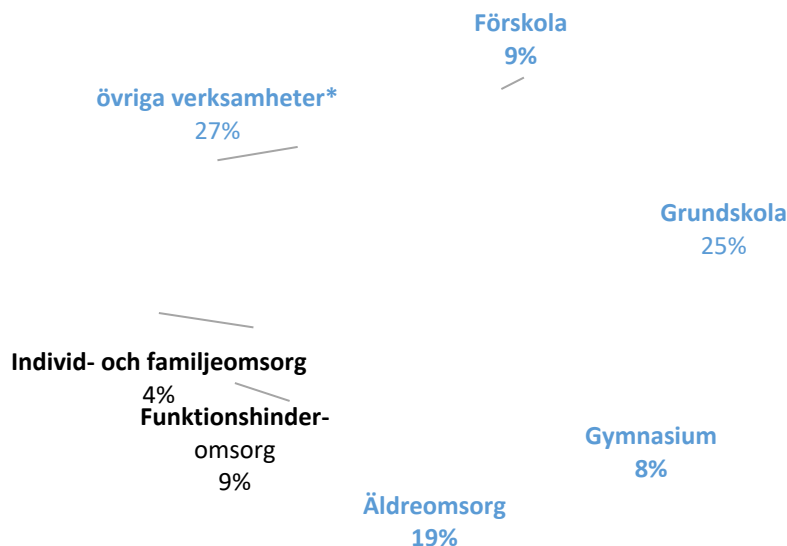 Förskola
9%
övriga verksamheter*
27%
Grundskola
25%
Individ- och familjeomsorg
4%
Funktionshinder-
omsorg
9%
Gymnasium
8%
Äldreomsorg
19%